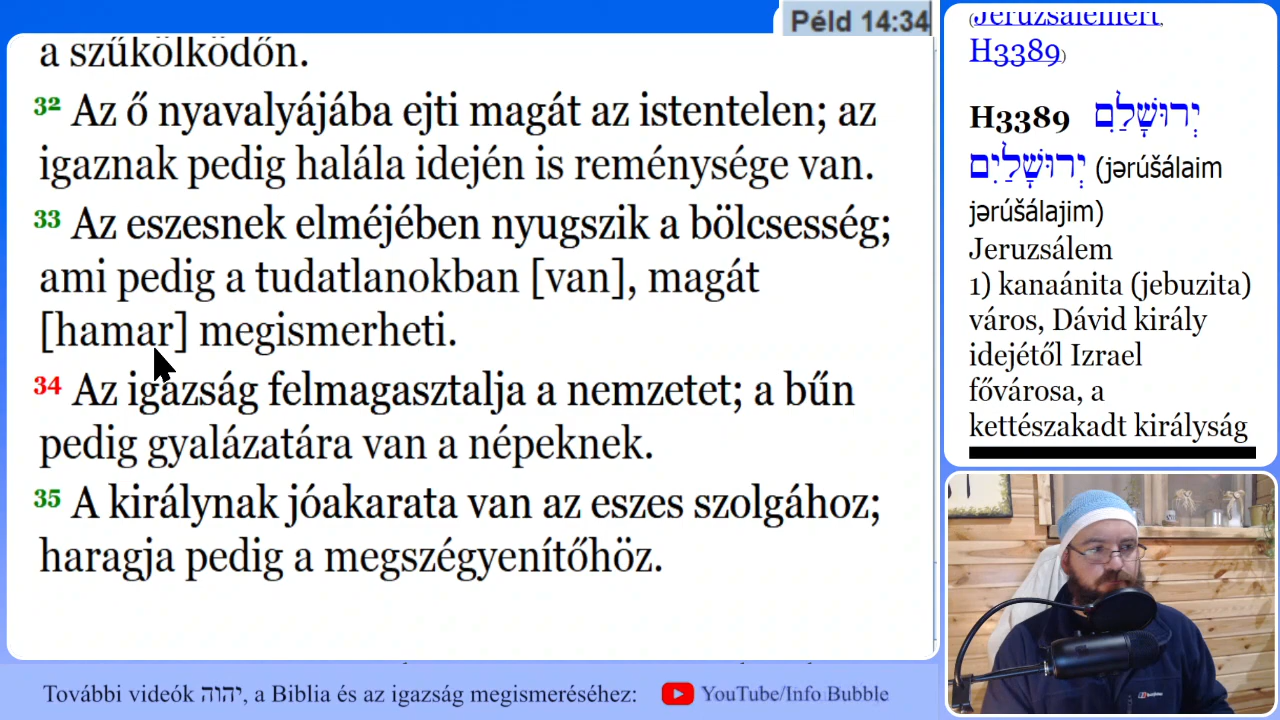 Péld 14:34
a szűkölködőn.
32 Az ő nyavalyájába ejti magát az istentelen; az
igaznak pedig halála idején is reménysége van.
33 Az eszesnek elméjében nyugszik a bölcsesség;
ami pedig a tudatlanokban [van], magát
[hamar] megismerheti.
34 Az igazság felmagasztalja a nemzetet; a bűn
pedig gyalázatára van a népeknek.
35 A királynak jóakarata van az eszes szolgához;
haragja pedig a megszégyenítőhöz.
(Jeruzsálemért,
H3389)
H3389 יְרוּשָׁלַםִ
יְרוּשָׁלַיִם (jərúšálaim
jərúšálajim)
Jeruzsálem
1) kanaánita (jebuzita)
város, Dávid király
idejétől Izrael
fővárosa, a
kettészakadt királyság
További videók יהוה, a Biblia és az igazság megismeréséhez: YouTube/Info Bubble